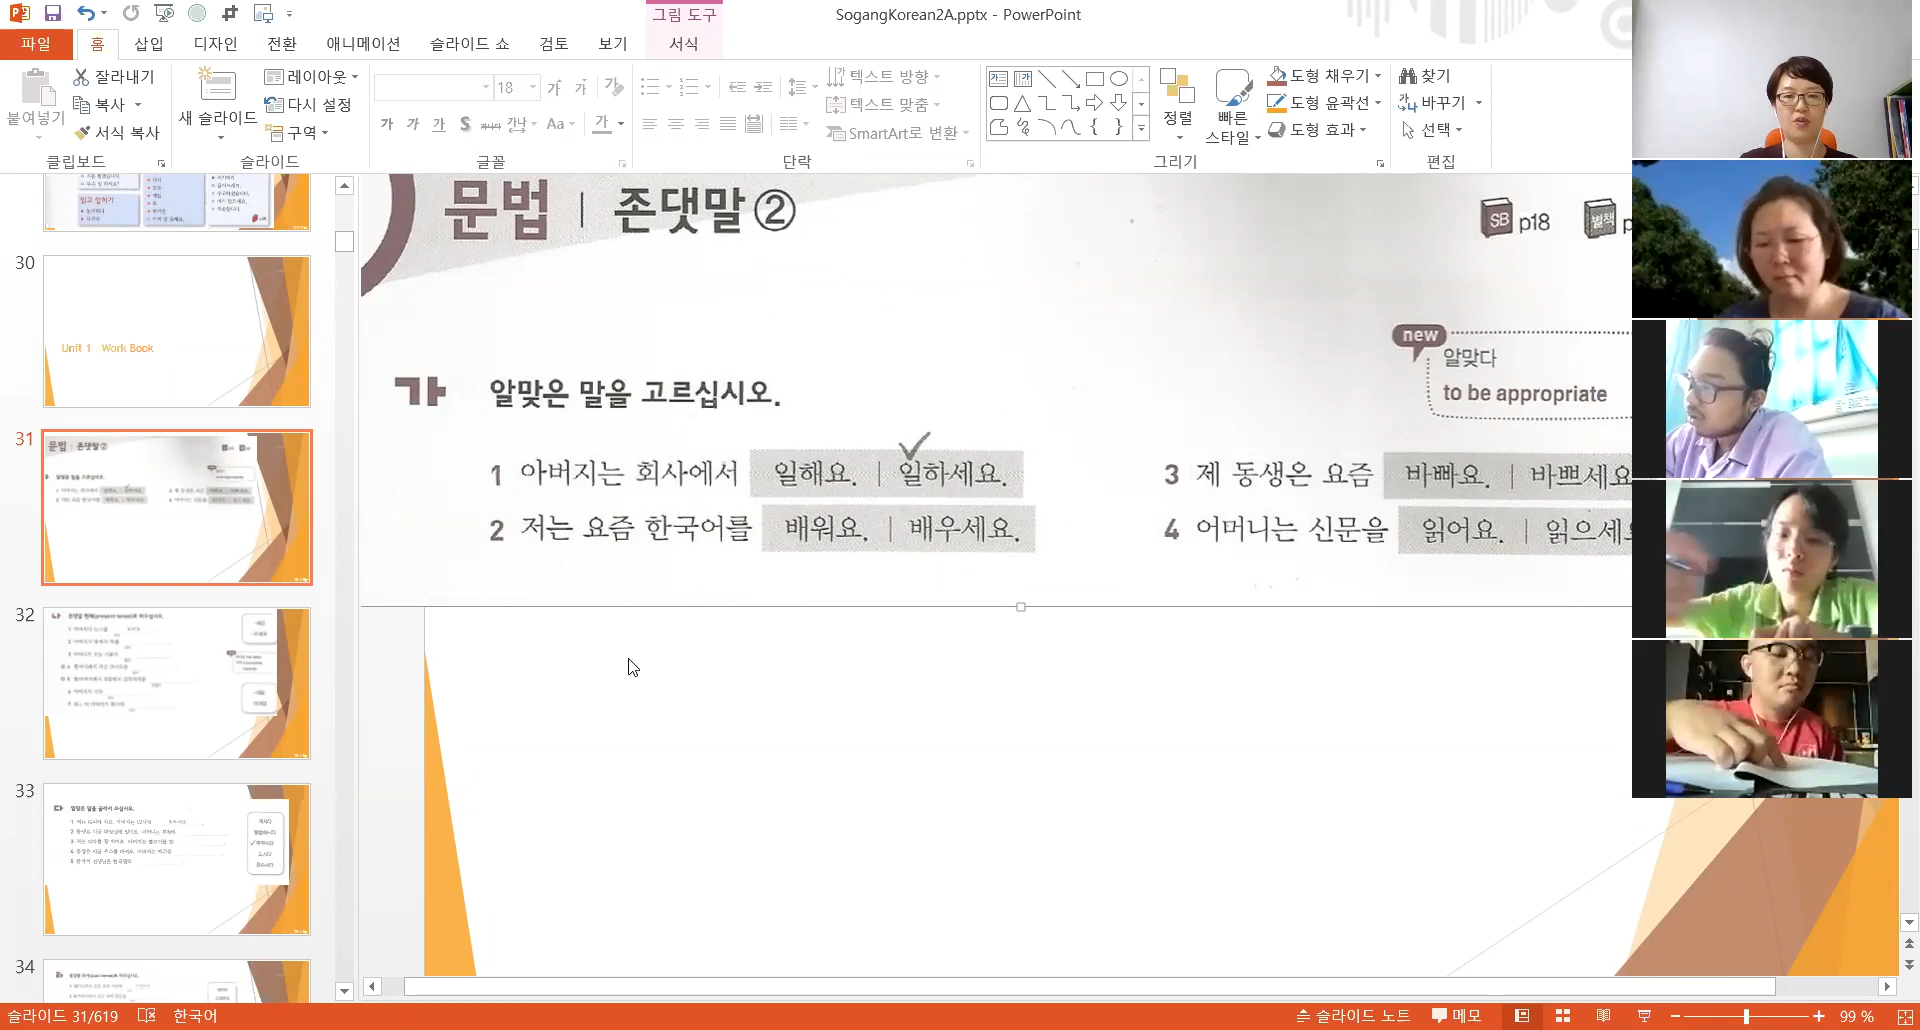 SogangKorean2A.pptx - PowerPoint
그림 도구
파일 홈 삽입 디자인 전환 애니메이션 슬라이드 쇼 검토 보기 서식
붙여넣기
잘라내기
복사
서식 복사
클립보드
새 슬라이드
레이아웃
다시 설정
구역
슬라이드
18
가 가 가 S 가나다 Aa 가
글꼴
텍스트 방향
텍스트 맞춤
SmartArt로 변환
단락
정렬
빠른 스타일
도형 채우기
도형 윤곽선
도형 효과
그리기
찾기
바꾸기
선택
편집
30
Unit 1 Work Book
31
32
33
34
문법 | 존댓말②
SB p18
별책 p
new
알맞다
to be appropriate
가 알맞은 말을 고르십시오.
1 아버지는 회사에서 일해요. | 일하세요.
2 저는 요즘 한국어를 배워요. | 배우세요.
3 제 동생은 요즘 바빠요. | 바쁘세요
4 어머니는 신문을 읽어요. | 읽으세요
슬라이드 31/619 한국어
슬라이드 노트 메모 99 %